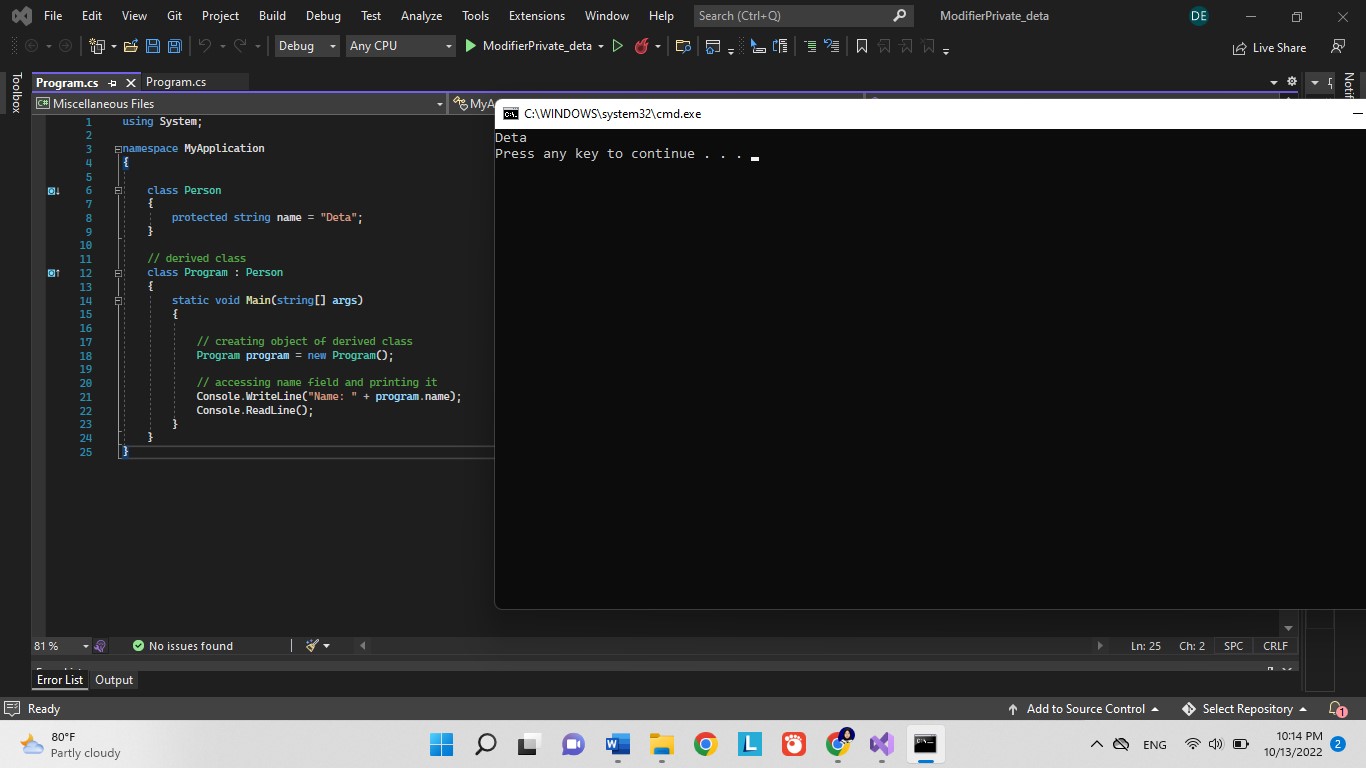 File Edit View Git Project Build Debug Test Analyze Tools Extensions Window Help Search (Ctrl+Q) ModifierPrivate_deta DE
Debug Any CPU ModifierPrivate_deta Live Share
Toolbox
Program.cs Program.cs
C# Miscellaneous Files
C:\WINDOWS\system32\cmd.exe
Deta
Press any key to continue . . .
1 using System;
2
3 namespace MyApplication
4 {
5
6 class Person
7 {
8 protected string name = "Deta";
9 }
10
11 // derived class
12 class Program : Person
13 {
14 static void Main(string[] args)
15 {
16
17 // creating object of derived class
18 Program program = new Program();
19
20 // accessing name field and printing it
21 Console.WriteLine("Name: " + program.name);
22 Console.ReadLine();
23 }
24 }
25 }
81 % No issues found Ln: 25 Ch: 2 SPC CRLF
Error List Output
Ready Add to Source Control Select Repository 1
80°F
Partly cloudy
ENG
10:14 PM
10/13/2022
2